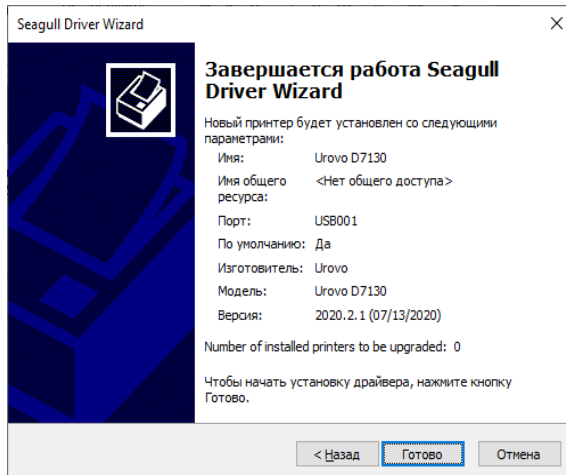 Seagull Driver Wizard
Завершается работа Seagull
Driver Wizard
Новый принтер будет установлен со следующими
параметрами:
Имя: Urovo D7130
Имя общего <Нет общего доступа>
ресурса:
Порт: USB001
По умолчанию: Да
Изготовитель: Urovo
Модель: Urovo D7130
Версия: 2020.2.1 (07/13/2020)
Number of installed printers to be upgraded: 0
Чтобы начать установку драйвера, нажмите кнопку
Готово.
< Назад Готово Отмена